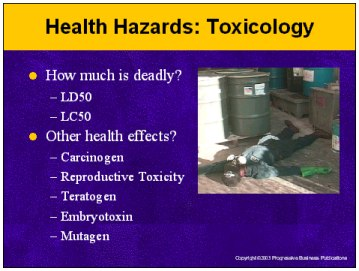 Health Hazards: Toxicology
How much is deadly?
– LD50
– LC50
Other health effects?
– Carcinogen
– Reproductive Toxicity
– Teratogen
– Embryotoxin
– Mutagen
Copyright ©2003 Progressive Business Publications